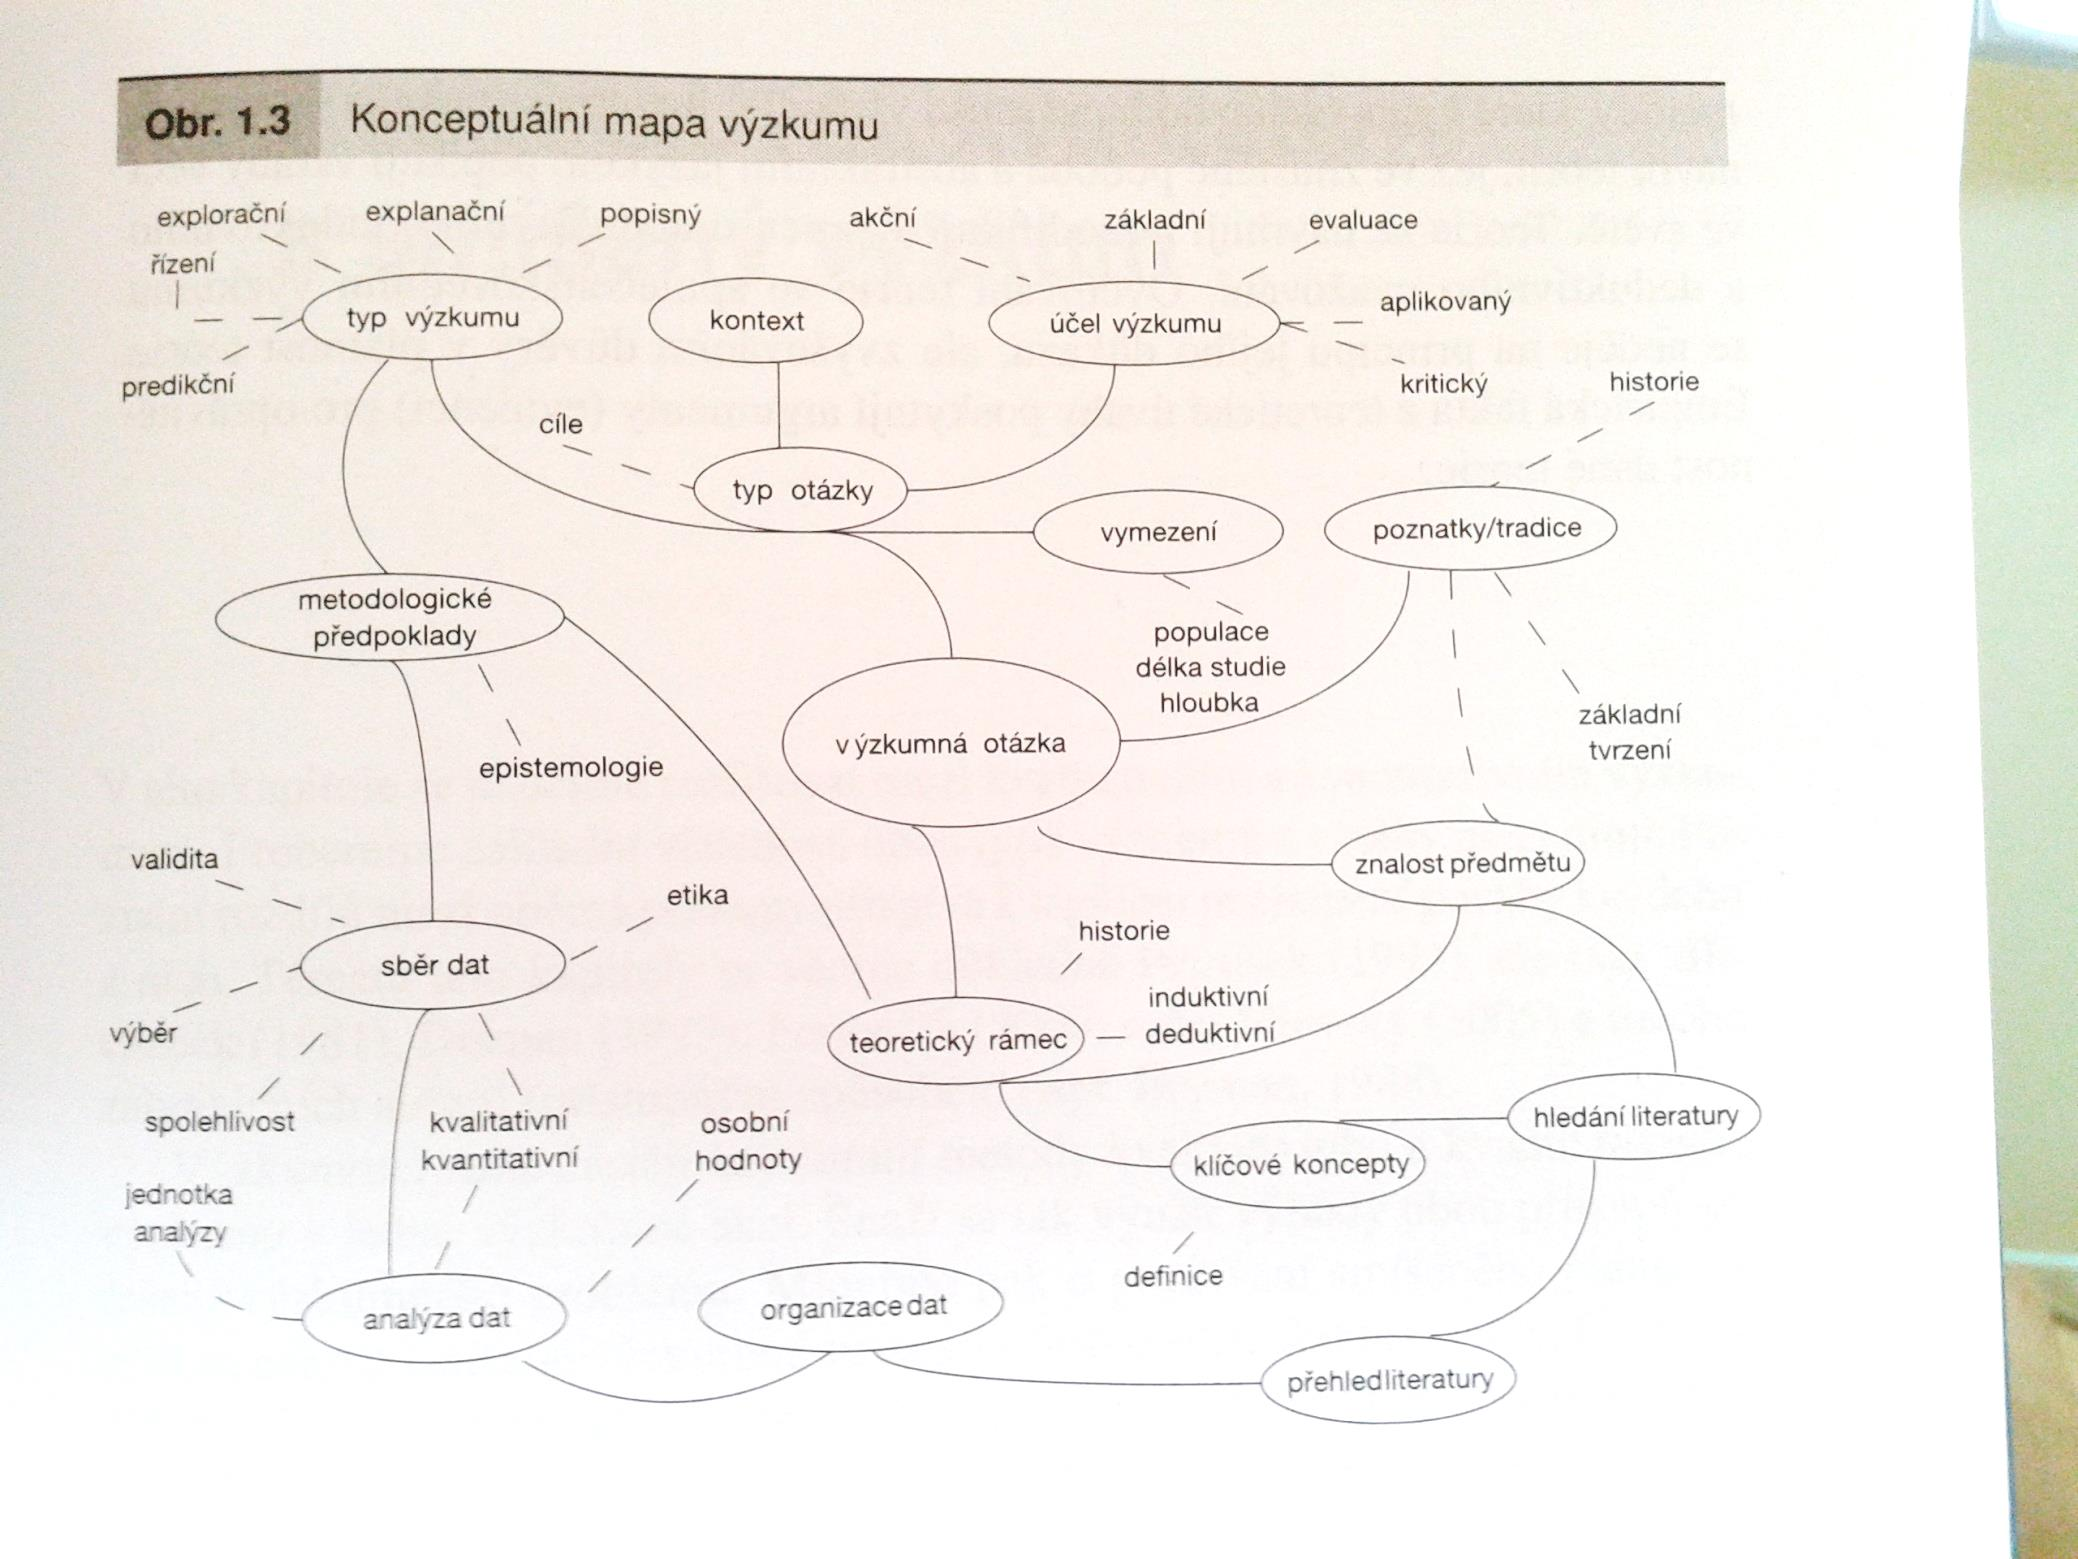 Obr. 1.3 Konceptuální mapa výzkumu
explorační
explanační
popisný
akční
základní
evaluace
řízení
typ výzkumu
kontext
účel výzkumu
aplikovaný
predikční
kritický
historie
cíle
typ otázky
vymezení
poznatky/tradice
metodologické
předpoklady
populace
délka studie
hloubka
výzkumná otázka
základní
tvrzení
epistemologie
validita
znalost předmětu
etika
historie
sběr dat
induktivní
deduktivní
výběr
teoretický rámec
spolehlivost
kvalitativní
kvantitativní
osobní
hodnoty
hledání literatury
klíčové koncepty
jednotka
analýzy
definice
analýza dat
organizace dat
přehled literatury